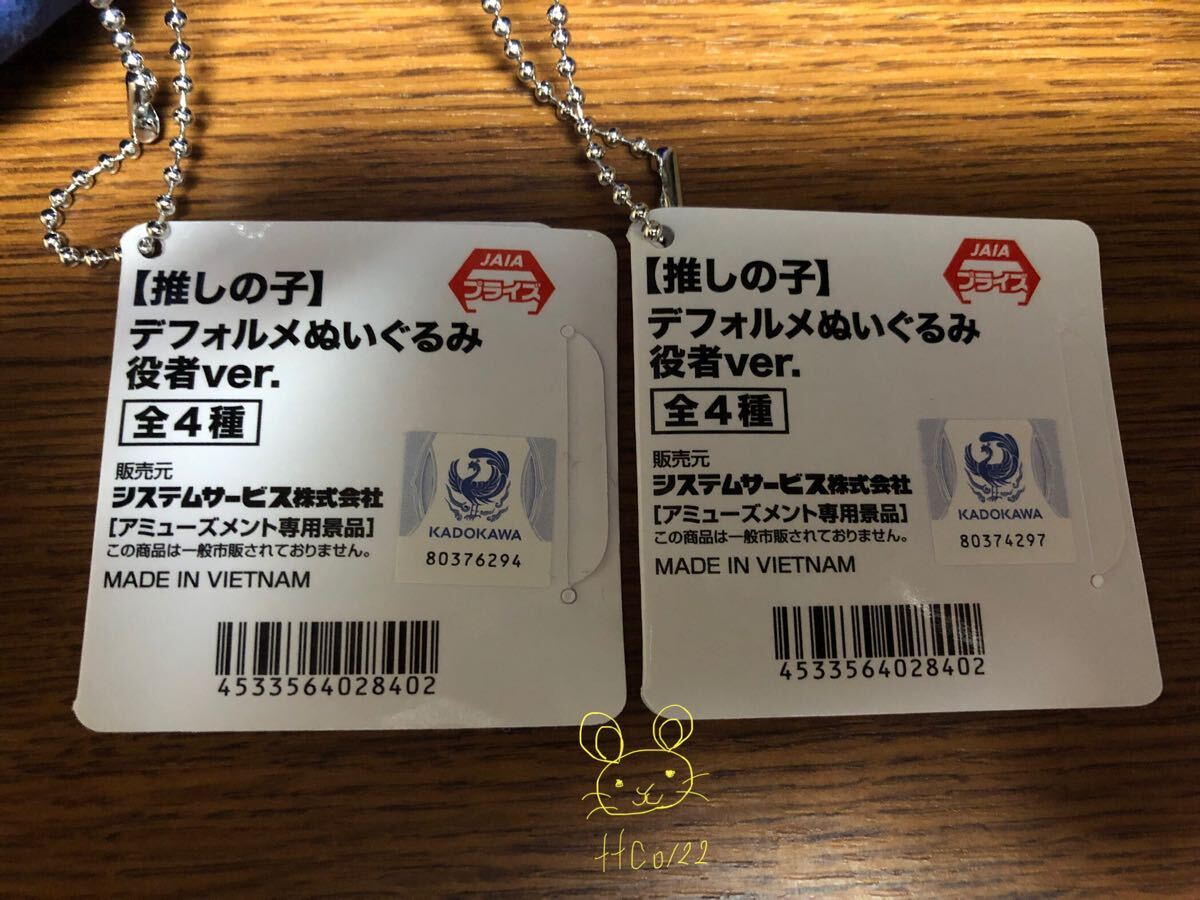 【推しの子】
デフォルメぬいぐるみ
役者ver.
全4種
JAIA
プライズ
販売元
システムサービス株式会社
[アミューズメント専用景品]
この商品は一般市販されておりません。
MADE IN VIETNAM
KADOKAWA
80376294
4533564028402
【推しの子】
デフォルメぬいぐるみ
役者ver.
全4種
JAIA
プライズ
販売元
システムサービス株式会社
[アミューズメント専用景品]
この商品は一般市販されておりません。
MADE IN VIETNAM
KADOKAWA
80374297
4533564028402
HCo122